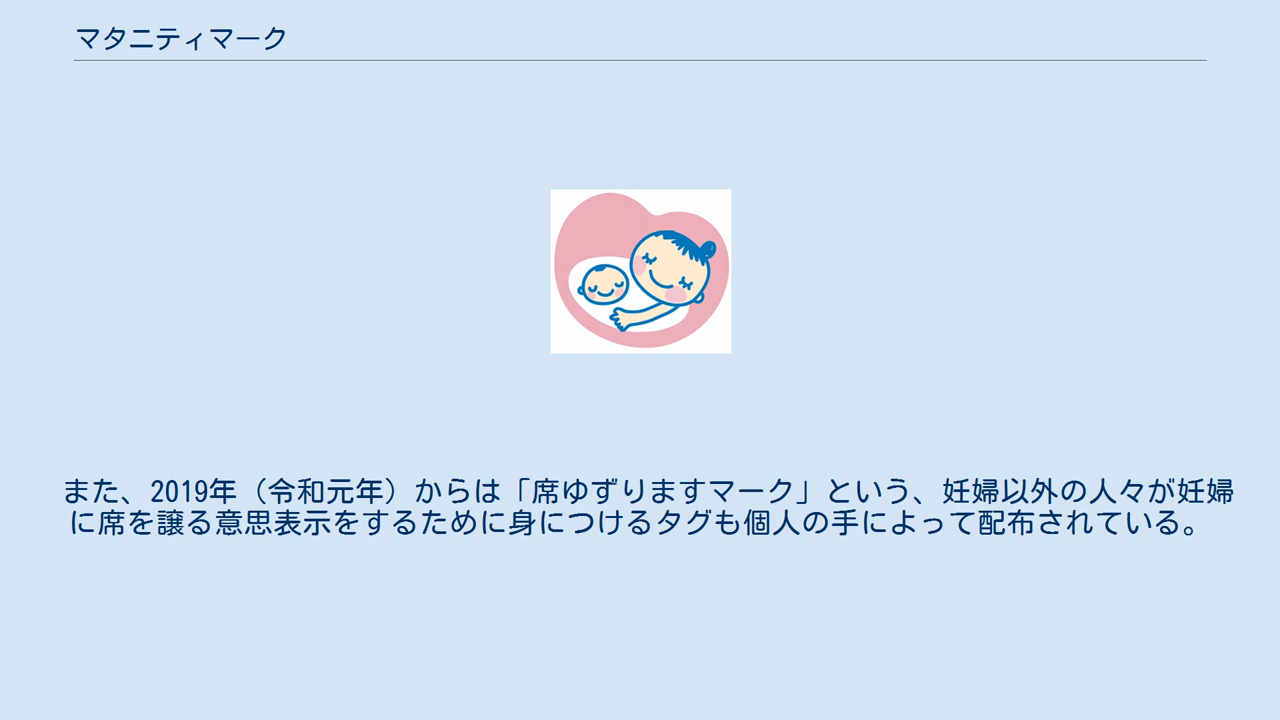 マタニティマーク
また、2019年（令和元年）からは「席ゆずりますマーク」という、妊婦以外の人々が妊婦
に席を譲る意思表示をするために身につけるタグも個人の手によって配布されている。